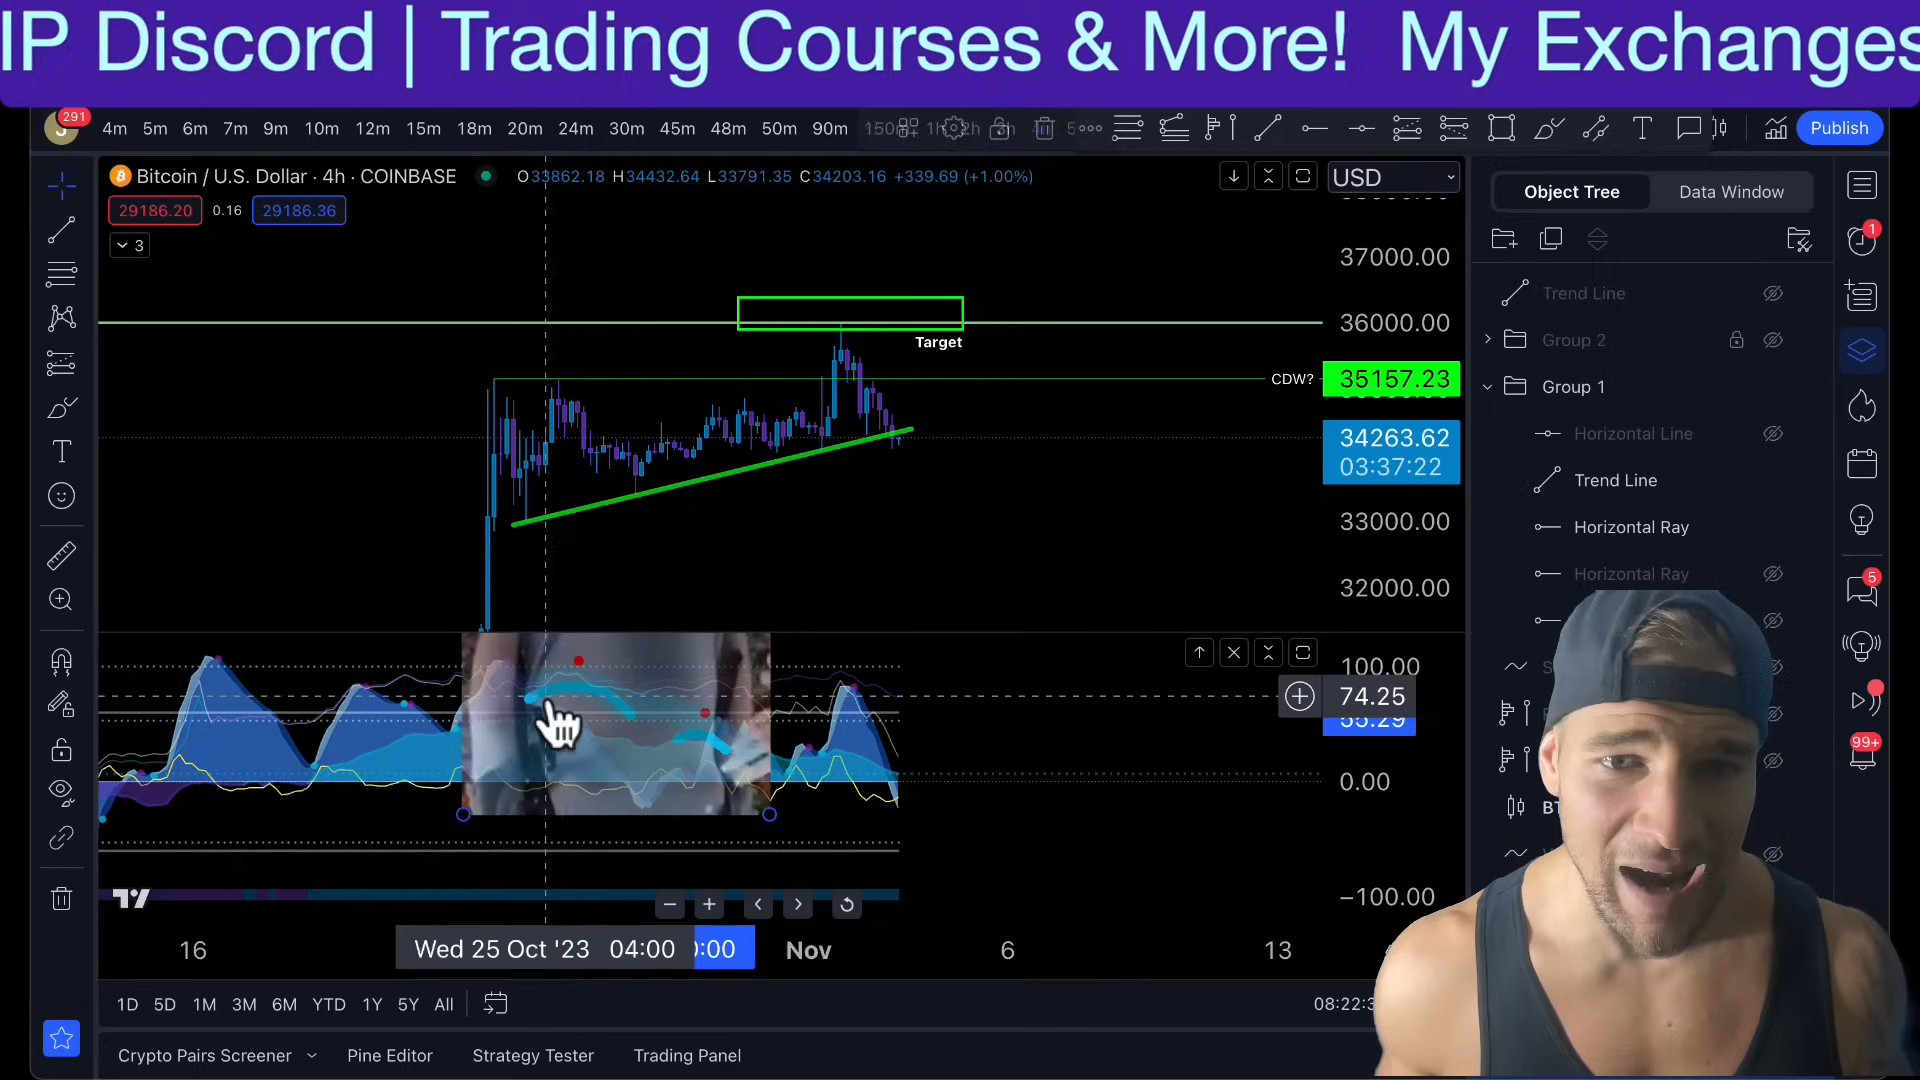 IP Discord | Trading Courses & More! My Exchanges
291
4m 5m 6m 7m 9m 10m 12m 15m 18m 20m 24m 30m 45m 48m 50m 90m
Publish
Bitcoin / U.S. Dollar · 4h · COINBASE
O33862.18 H34432.64 L33791.35 C34203.16 +339.69 (+1.00%)
USD
29186.20 0.16 29186.36
3
Object Tree
Data Window
1
37000.00
36000.00
Target
CDW?
35157.23
34263.62
03:37:22
33000.00
32000.00
Trend Line
Group 2
Group 1
Horizontal Line
Trend Line
Horizontal Ray
Horizontal Ray
5
99+
100.00
74.25
55.29
0.00
−100.00
16
Wed 25 Oct '23 04:00
Nov
6
13
1D 5D 1M 3M 6M YTD 1Y 5Y All
Crypto Pairs Screener
Pine Editor
Strategy Tester
Trading Panel